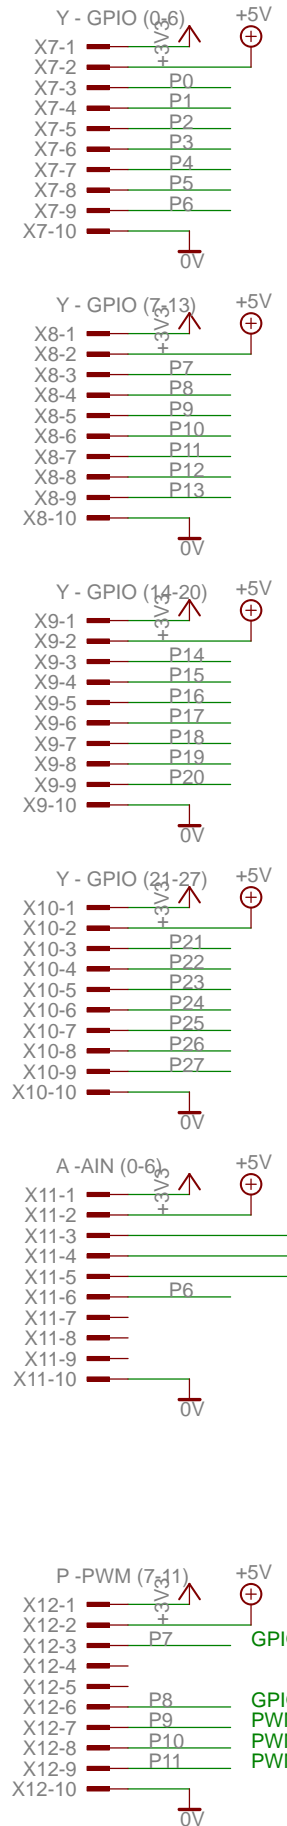 Y - GPIO (0-6)
+5V
+3V3
X7-1
X7-2
X7-3 P0
X7-4 P1
X7-5 P2
X7-6 P3
X7-7 P4
X7-8 P5
X7-9 P6
X7-10
0V
Y - GPIO (7-13)
+5V
+3V3
X8-1
X8-2
X8-3 P7
X8-4 P8
X8-5 P9
X8-6 P10
X8-7 P11
X8-8 P12
X8-9 P13
X8-10
0V
Y - GPIO (14-20)
+5V
+3V3
X9-1
X9-2
X9-3 P14
X9-4 P15
X9-5 P16
X9-6 P17
X9-7 P18
X9-8 P19
X9-9 P20
X9-10
0V
Y - GPIO (21-27)
+5V
+3V3
X10-1
X10-2
X10-3 P21
X10-4 P22
X10-5 P23
X10-6 P24
X10-7 P25
X10-8 P26
X10-9 P27
X10-10
0V
A -AIN (0-6)
+5V
+3V3
X11-1
X11-2
X11-3
X11-4
X11-5
X11-6 P6
X11-7
X11-8
X11-9
X11-10
0V
P -PWM (7-11)
+5V
+3V3
X12-1
X12-2
X12-3 P7
X12-4
X12-5
X12-6 P8
X12-7 P9
X12-8 P10
X12-9 P11
X12-10
0V